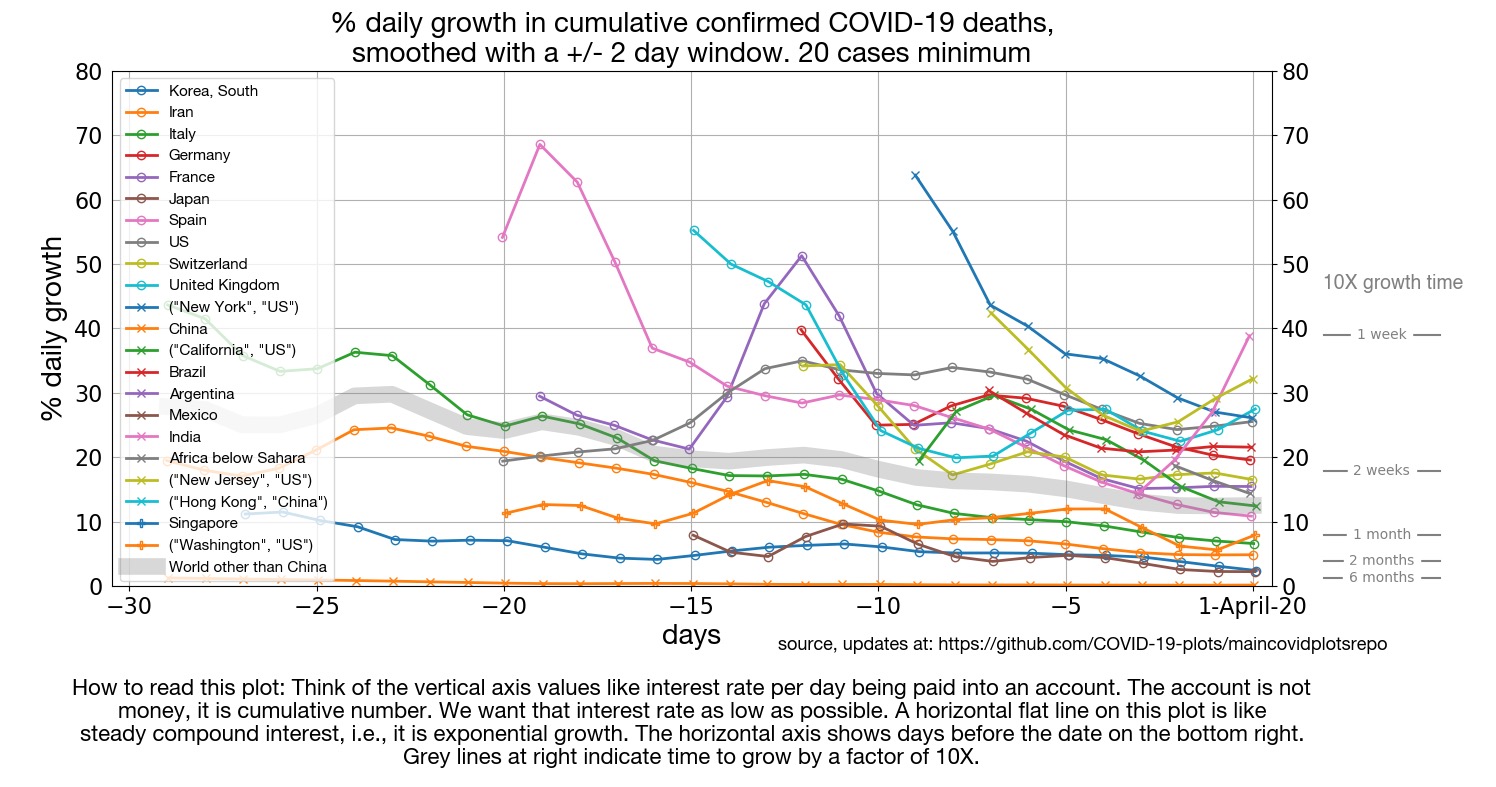 % daily growth in cumulative confirmed COVID-19 deaths,
smoothed with a +/- 2 day window. 20 cases minimum
80
70
60
50
40
30
20
10
0
% daily growth
Korea, South
Iran
Italy
Germany
France
Japan
Spain
US
Switzerland
United Kingdom
("New York", "US")
China
("California", "US")
Brazil
Argentina
Mexico
India
Africa below Sahara
("New Jersey", "US")
("Hong Kong", "China")
Singapore
("Washington", "US")
World other than China
80
70
60
50
40
30
20
10
0
10X growth time
1 week
2 weeks
1 month
2 months
6 months
−30 −25 −20 −15 −10 −5 1-April-20
days
source, updates at: https://github.com/COVID-19-plots/maincovidplotsrepo
How to read this plot: Think of the vertical axis values like interest rate per day being paid into an account. The account is not
money, it is cumulative number. We want that interest rate as low as possible. A horizontal flat line on this plot is like
steady compound interest, i.e., it is exponential growth. The horizontal axis shows days before the date on the bottom right.
Grey lines at right indicate time to grow by a factor of 10X.